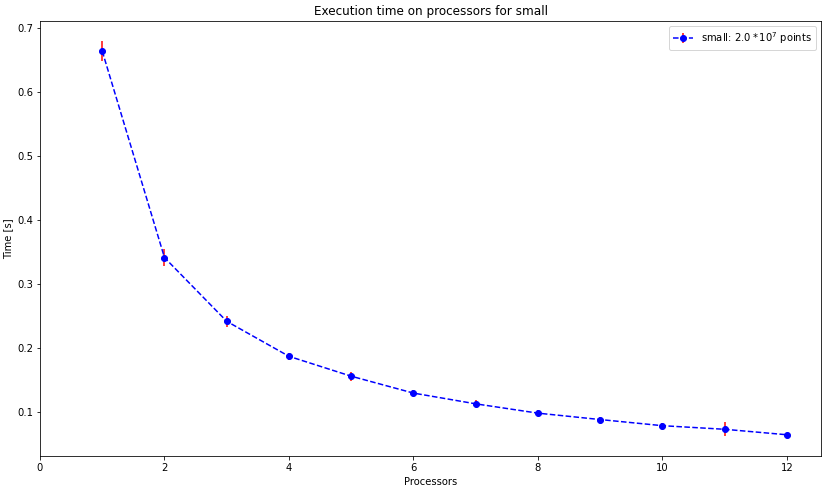 Execution time on processors for small
small: 2.0 * 10⁷ points
0.7
0.6
0.5
0.4
0.3
0.2
0.1
Time [s]
0 2 4 6 8 10 12
Processors